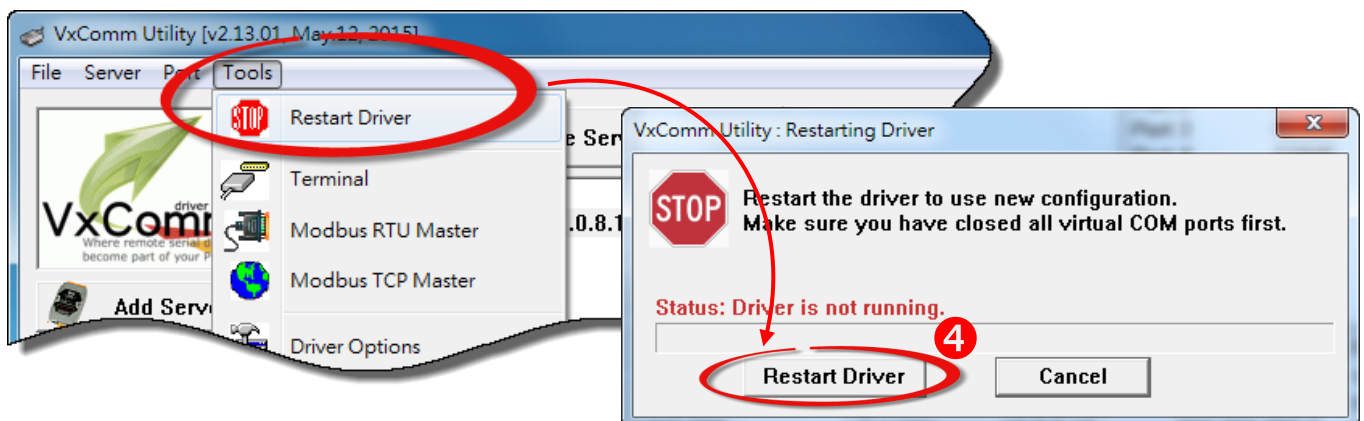 VxComm Utility [v2.13.01, May.12, 2015]
File Server Port Tools
STOP Restart Driver
Terminal
Modbus RTU Master
Modbus TCP Master
Driver Options
driver
VxComm
Where remote serial
become part of your P
Add Serv
e Ser
.0.8.1
VxComm Utility : Restarting Driver
STOP
Restart the driver to use new configuration.
Make sure you have closed all virtual COM ports first.
Status: Driver is not running.
4
Restart Driver Cancel